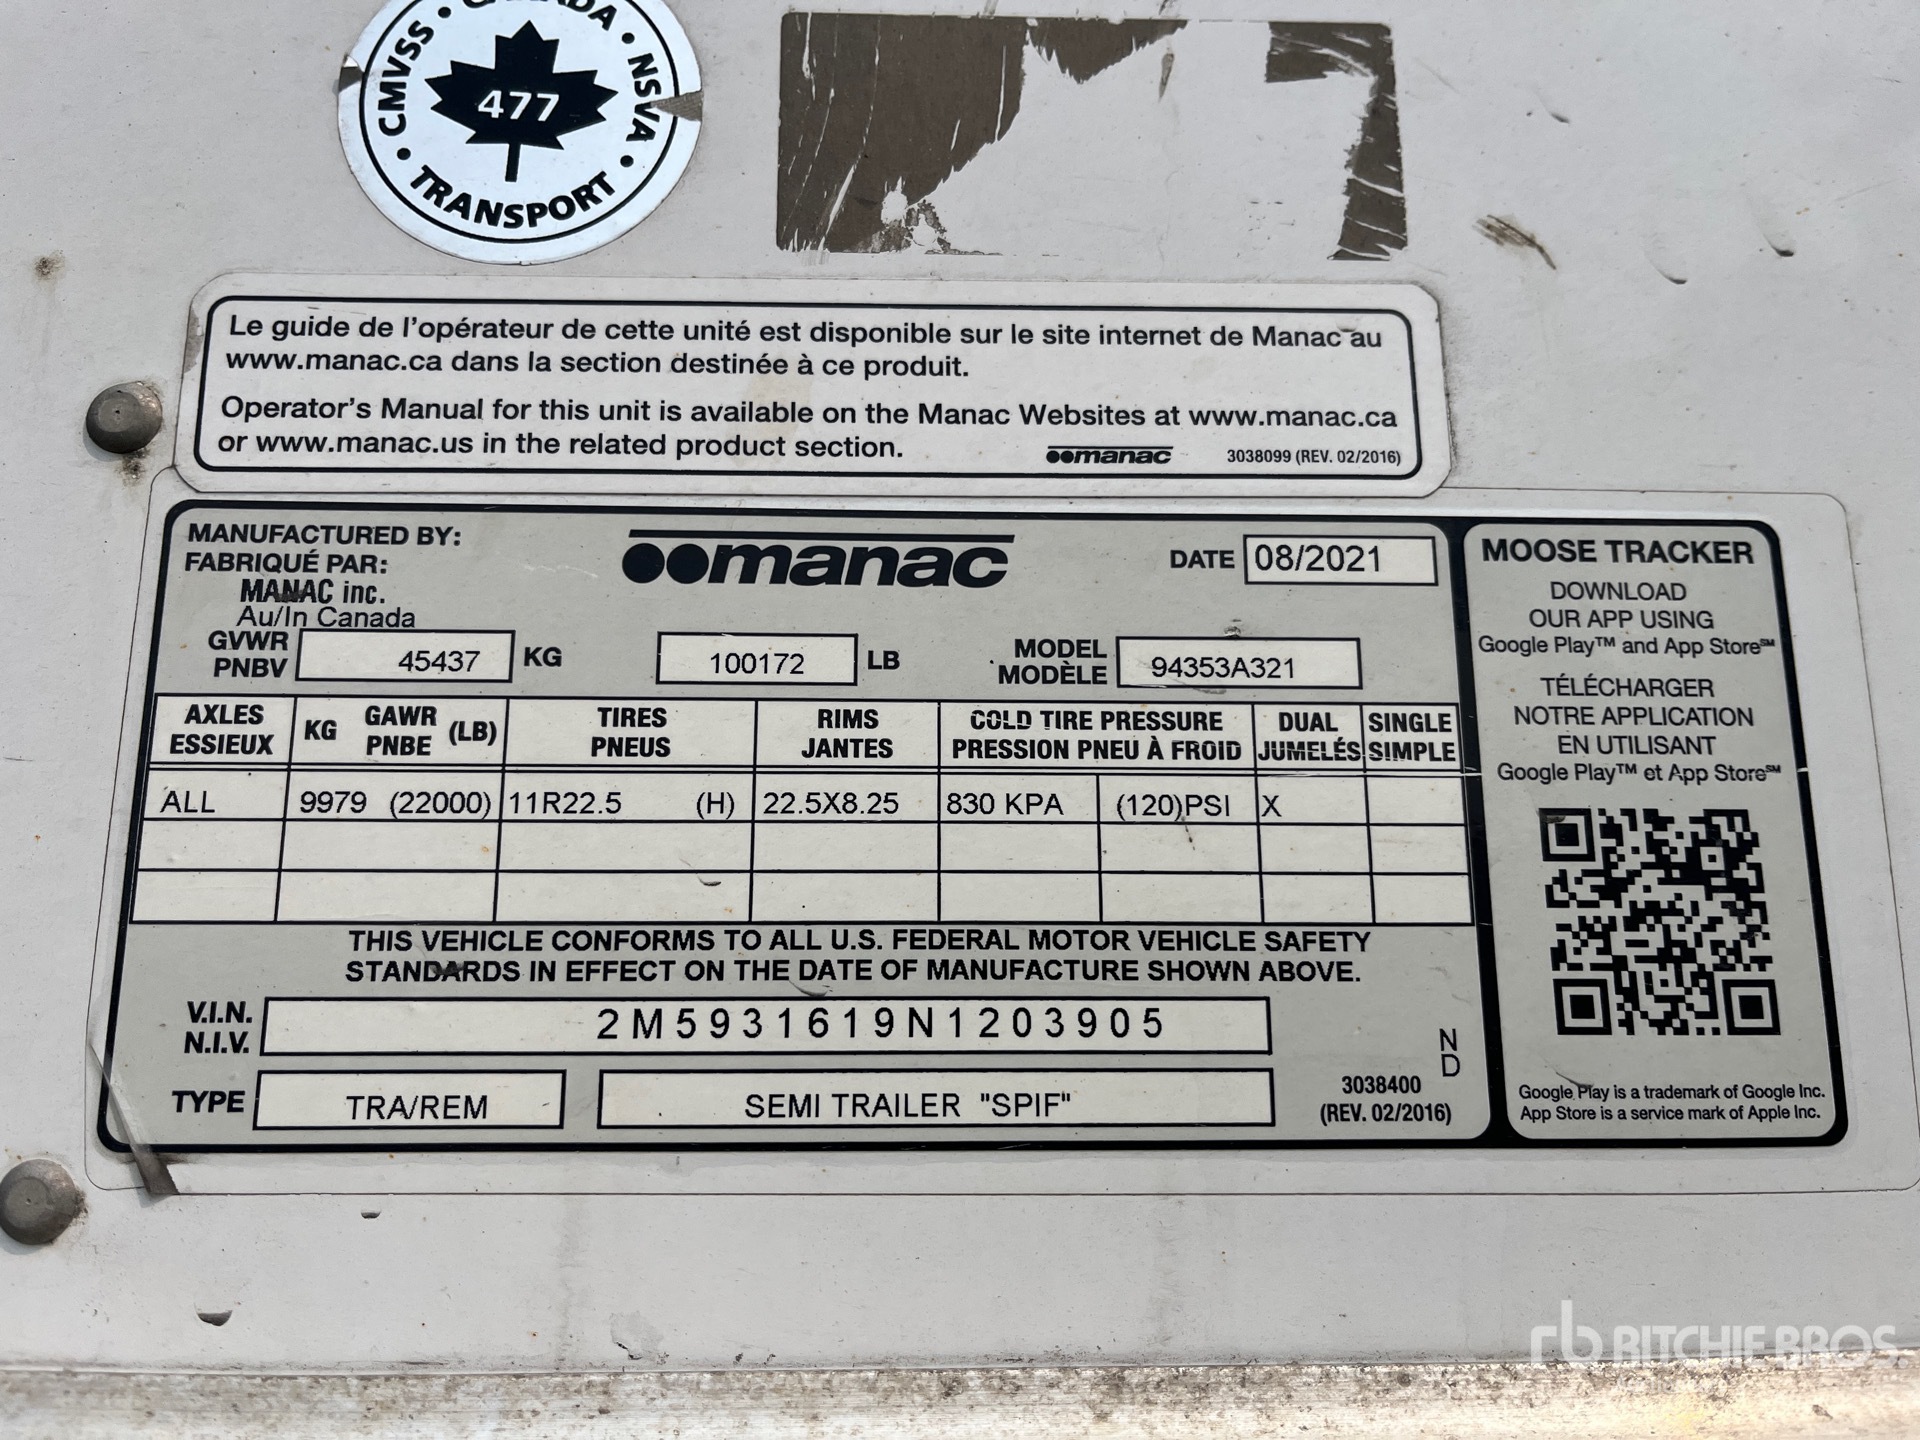 CMVSS • CANADA • NSVA • TRANSPORT •
477
Le guide de l'opérateur de cette unité est disponible sur le site internet de Manac au
www.manac.ca dans la section destinée à ce produit.
Operator's Manual for this unit is available on the Manac Websites at www.manac.ca
or www.manac.us in the related product section.
manac 3038099 (REV. 02/2016)
MANUFACTURED BY:
FABRIQUÉ PAR:
MANAC inc.
Au/In Canada
manac
DATE 08/2021
GVWR
PNBV 45437 KG 100172 LB
MODEL
MODÈLE 94353A321
AXLES KG GAWR (LB) TIRES RIMS COLD TIRE PRESSURE DUAL SINGLE
ESSIEUX PNBE PNEUS JANTES PRESSION PNEU À FROID JUMELÉS SIMPLE
ALL 9979 (22000) 11R22.5 (H) 22.5X8.25 830 KPA (120)PSI X
THIS VEHICLE CONFORMS TO ALL U.S. FEDERAL MOTOR VEHICLE SAFETY
STANDARDS IN EFFECT ON THE DATE OF MANUFACTURE SHOWN ABOVE.
V.I.N.
N.I.V. 2M5931619N1203905
N
D
TYPE TRA/REM SEMI TRAILER "SPIF"
3038400
(REV. 02/2016)
MOOSE TRACKER
DOWNLOAD
OUR APP USING
Google Play™ and App Store℠
TÉLÉCHARGER
NOTRE APPLICATION
EN UTILISANT
Google Play™ et App Store℠
Google Play is a trademark of Google Inc.
App Store is a service mark of Apple Inc.
rb RITCHIE BROS